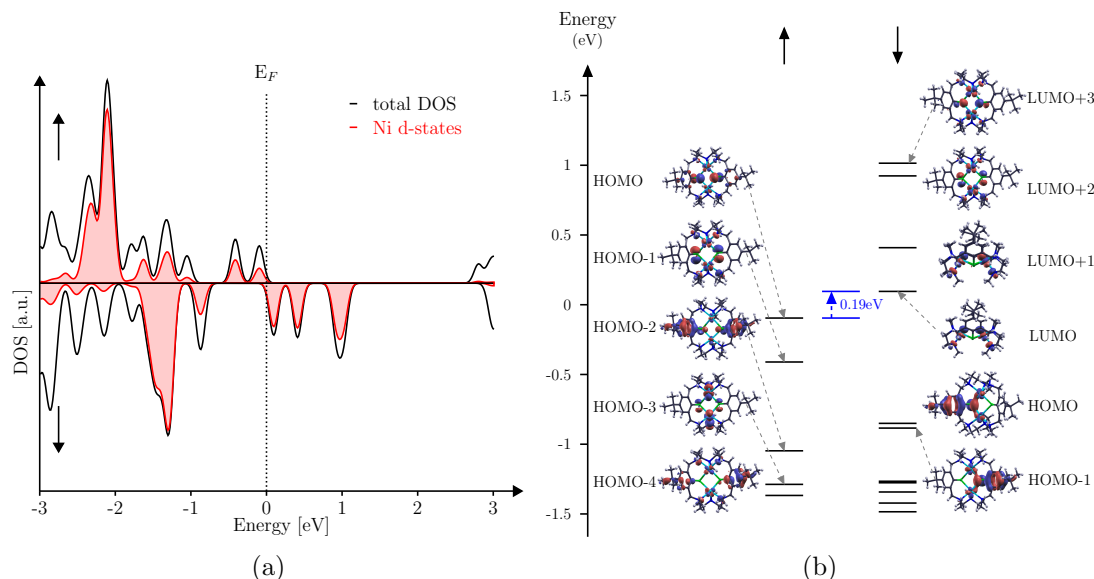 E_F
total DOS
Ni d-states
DOS [a.u.]
-3
-2
-1
0
1
2
3
Energy [eV]
(a)
Energy
(eV)
1.5
1
0.5
0
-0.5
-1
-1.5
HOMO
HOMO-1
HOMO-2
HOMO-3
HOMO-4
0.19eV
LUMO+3
LUMO+2
LUMO+1
LUMO
HOMO
HOMO-1
(b)